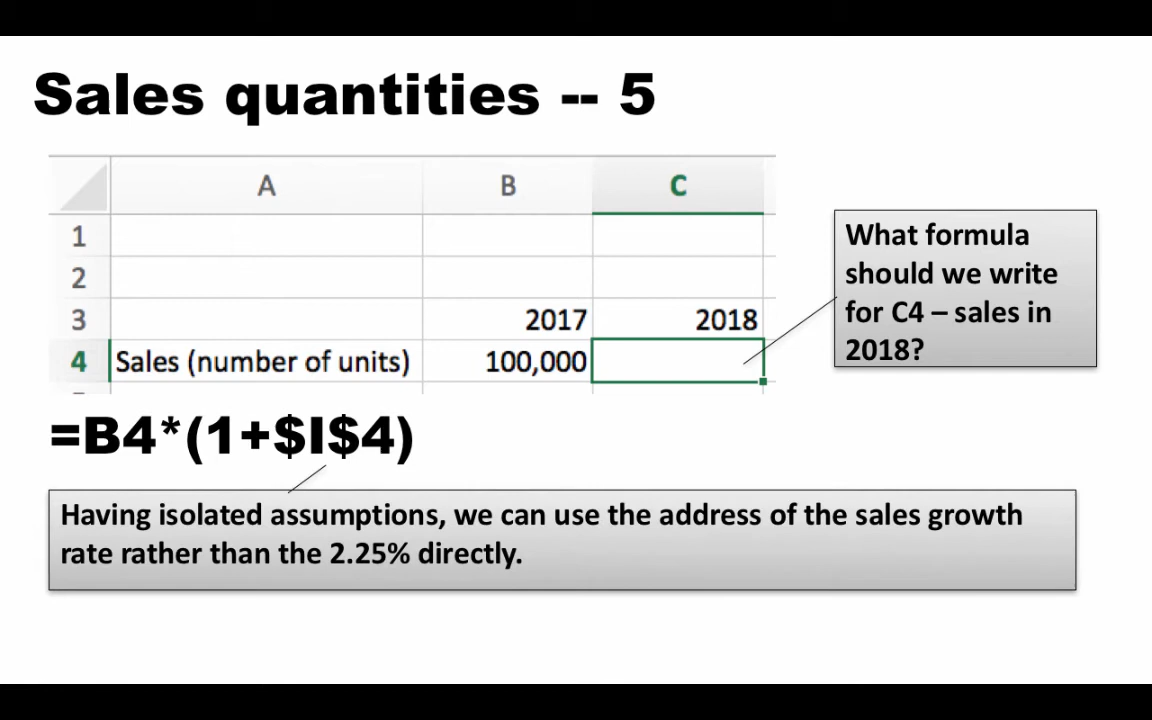 Sales quantities -- 5
A B C
1
2
3 2017 2018
4 Sales (number of units) 100,000
What formula
should we write
for C4 – sales in
2018?
=B4*(1+$I$4)
Having isolated assumptions, we can use the address of the sales growth
rate rather than the 2.25% directly.